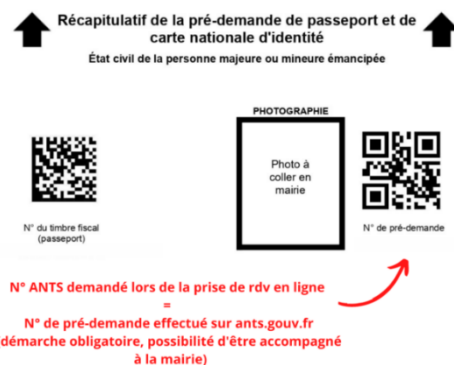 Récapitulatif de la pré-demande de passeport et de
carte nationale d'identité
État civil de la personne majeure ou mineure émancipée
PHOTOGRAPHIE
Photo à
coller en
mairie
N° du timbre fiscal
(passeport)
N° de pré-demande
N° ANTS demandé lors de la prise de rdv en ligne
=
N° de pré-demande effectué sur ants.gouv.fr
démarche obligatoire, possibilité d'être accompagné
à la mairie)